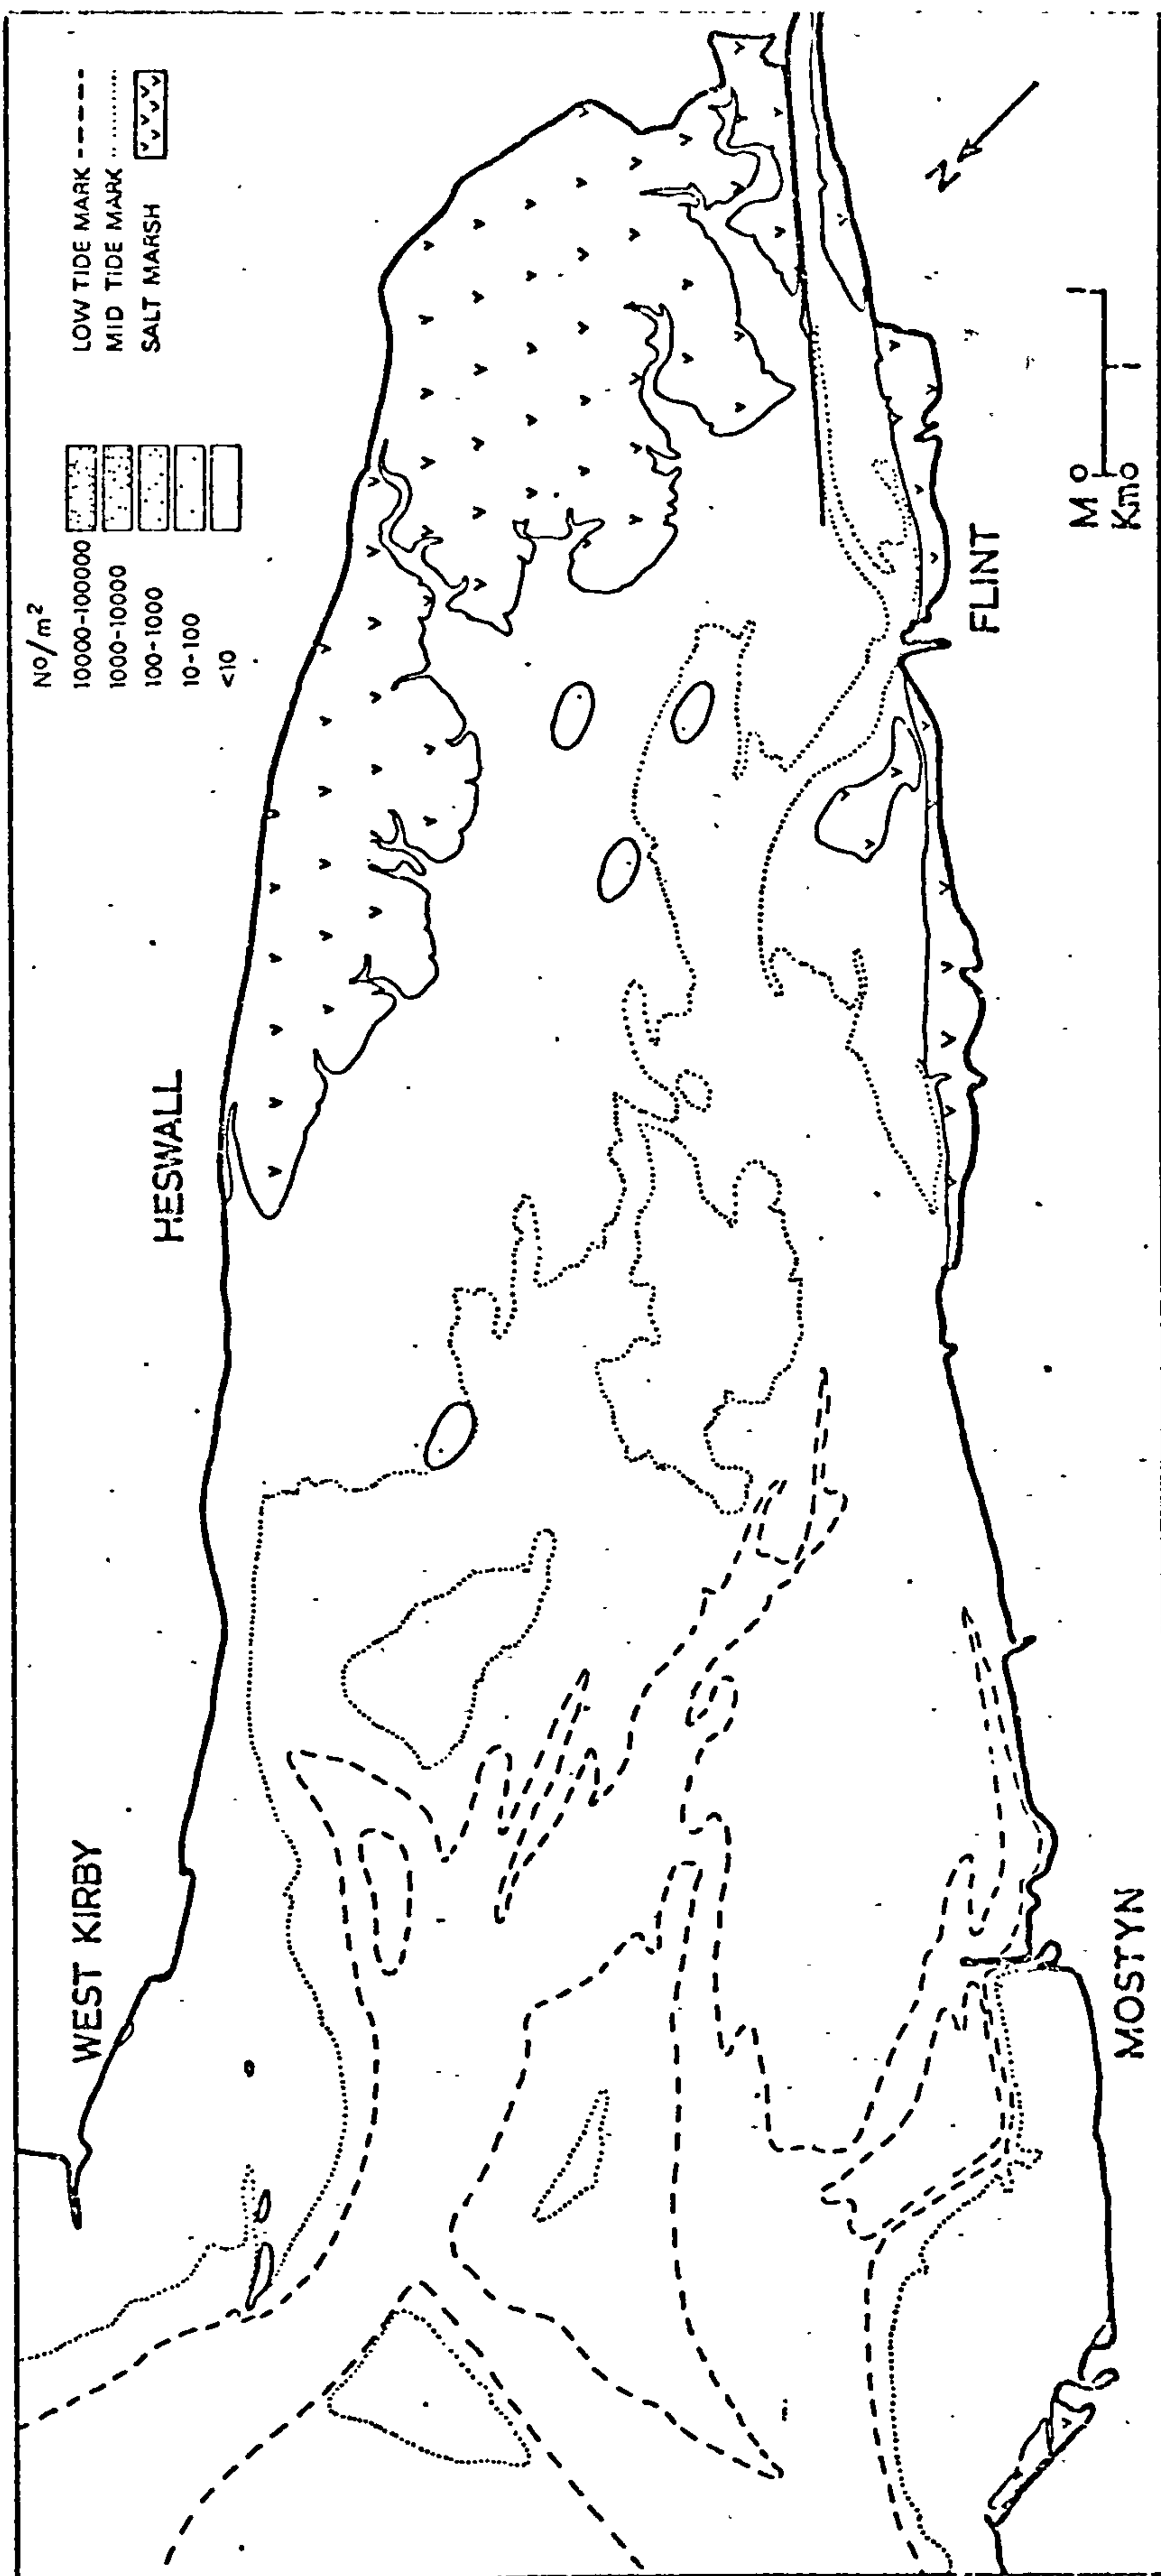 No/m²
10000-100000
1000-10000
100-1000
10-100
<10
LOW TIDE MARK
MID TIDE MARK
SALT MARSH
WEST KIRBY
HESWALL
N
FLINT
MOSTYN
M 0 1
Km 0 1